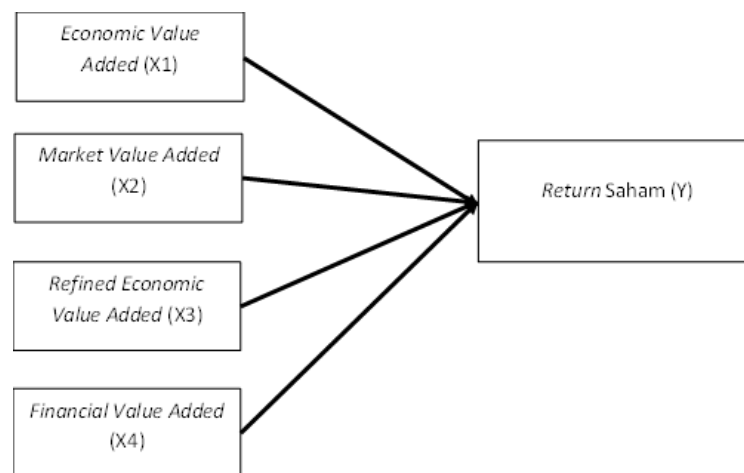 Economic Value
Added (X1)
Market Value Added
(X2)
Refined Economic
Value Added (X3)
Financial Value Added
(X4)
Return Saham (Y)